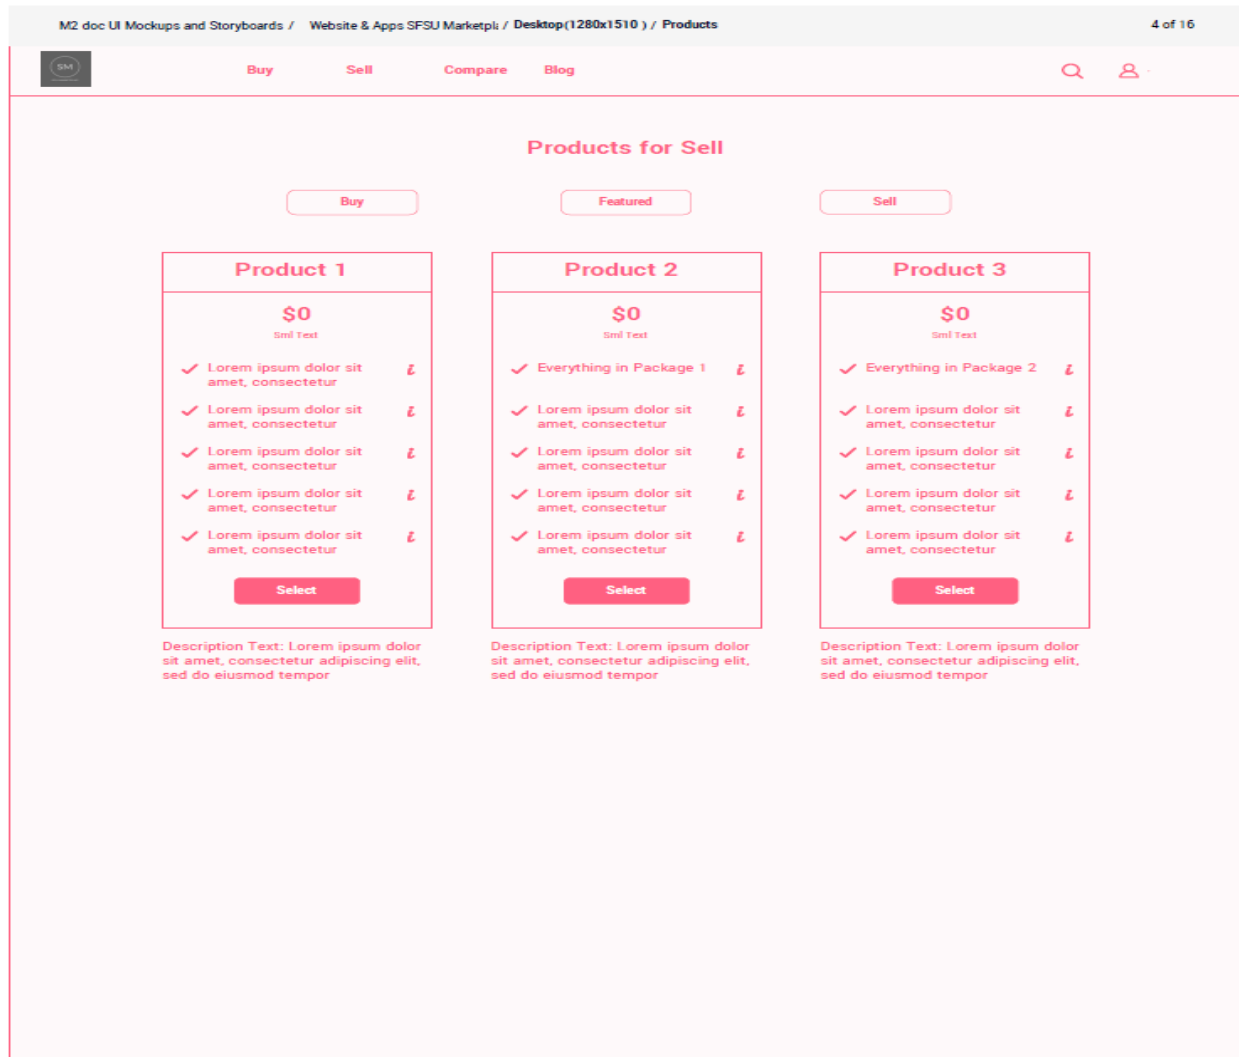 M2 doc UI Mockups and Storyboards / Website & Apps SFSU Marketpl / Desktop(1280x1510 ) / Products 4 of 16
SM
Buy Sell Compare Blog
Products for Sell
Buy Featured Sell
Product 1
$0
Sml Text
Lorem ipsum dolor sit
amet, consectetur
i
Lorem ipsum dolor sit
amet, consectetur
i
Lorem ipsum dolor sit
amet, consectetur
i
Lorem ipsum dolor sit
amet, consectetur
i
Lorem ipsum dolor sit
amet, consectetur
i
Select
Description Text: Lorem ipsum dolor
sit amet, consectetur adipiscing elit,
sed do eiusmod tempor
Product 2
$0
Sml Text
Everything in Package 1
i
Lorem ipsum dolor sit
amet, consectetur
i
Lorem ipsum dolor sit
amet, consectetur
i
Lorem ipsum dolor sit
amet, consectetur
i
Lorem ipsum dolor sit
amet, consectetur
i
Select
Description Text: Lorem ipsum dolor
sit amet, consectetur adipiscing elit,
sed do eiusmod tempor
Product 3
$0
Sml Text
Everything in Package 2
i
Lorem ipsum dolor sit
amet, consectetur
i
Lorem ipsum dolor sit
amet, consectetur
i
Lorem ipsum dolor sit
amet, consectetur
i
Lorem ipsum dolor sit
amet, consectetur
i
Select
Description Text: Lorem ipsum dolor
sit amet, consectetur adipiscing elit,
sed do eiusmod tempor